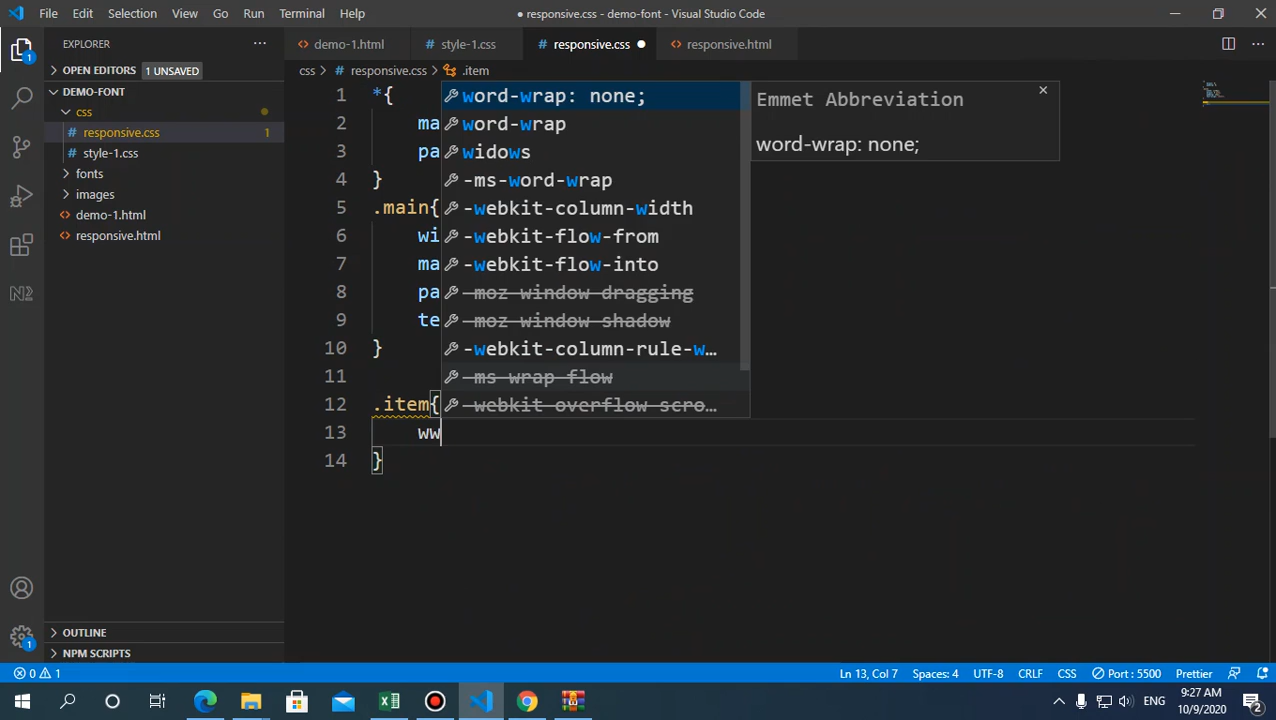 File Edit Selection View Go Run Terminal Help
● responsive.css - demo-font - Visual Studio Code
EXPLORER
demo-1.html
style-1.css
responsive.css
responsive.html
OPEN EDITORS 1 UNSAVED
css > responsive.css > .item
DEMO-FONT
css
responsive.css 1
style-1.css
fonts
images
demo-1.html
responsive.html
1 *{
2 ma
3 pa
4 }
5 .main{
6 wi
7 ma
8 pa
9 te
10 }
11
12 .item{
13 ww
14 }
word-wrap: none;
word-wrap
widows
-ms-word-wrap
-webkit-column-width
-webkit-flow-from
-webkit-flow-into
-moz-window-dragging
-moz-window-shadow
-webkit-column-rule-w…
-ms-wrap-flow
-webkit-overflow-scro…
Emmet Abbreviation
word-wrap: none;
OUTLINE
NPM SCRIPTS
1
1
0 1
Ln 13, Col 7 Spaces: 4 UTF-8 CRLF CSS Port : 5500 Prettier
ENG
9:27 AM
10/9/2020
2